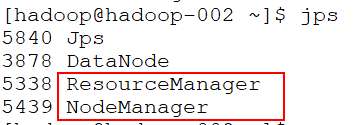 [hadoop@hadoop-002 ~]$ jps
5840 Jps
3878 DataNode
5338 ResourceManager
5439 NodeManager